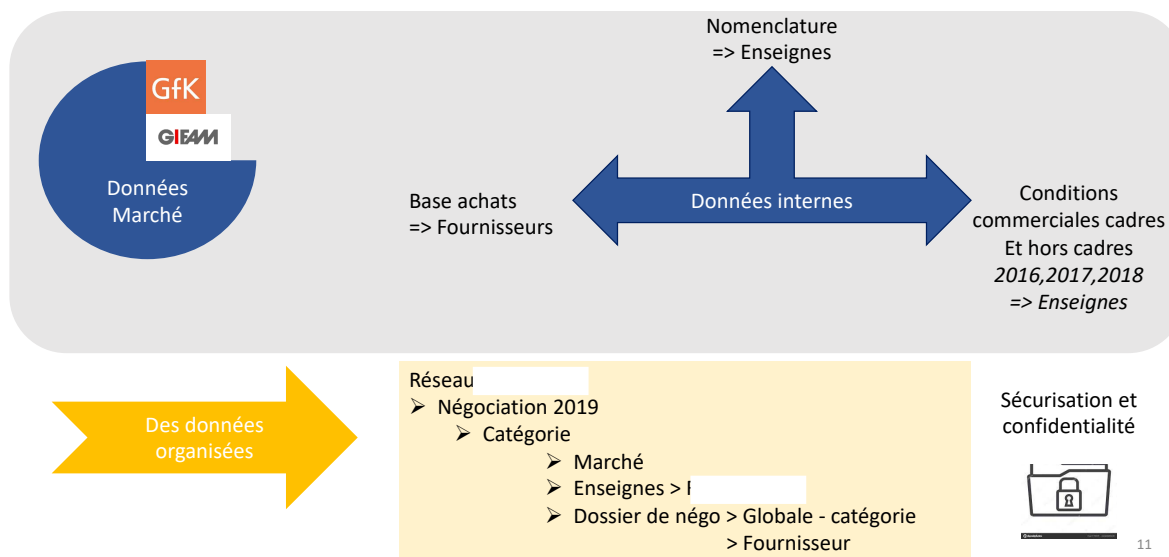 Nomenclature
=> Enseignes
GfK
GIFAM
Données
Marché
Base achats
=> Fournisseurs
Données internes
Conditions
commerciales cadres
Et hors cadres
2016,2017,2018
=> Enseignes
Des données
organisées
Réseau
➢ Négociation 2019
➢ Catégorie
➢ Marché
➢ Enseignes >
➢ Dossier de négo > Globale - catégorie
> Fournisseur
Sécurisation et
confidentialité
11